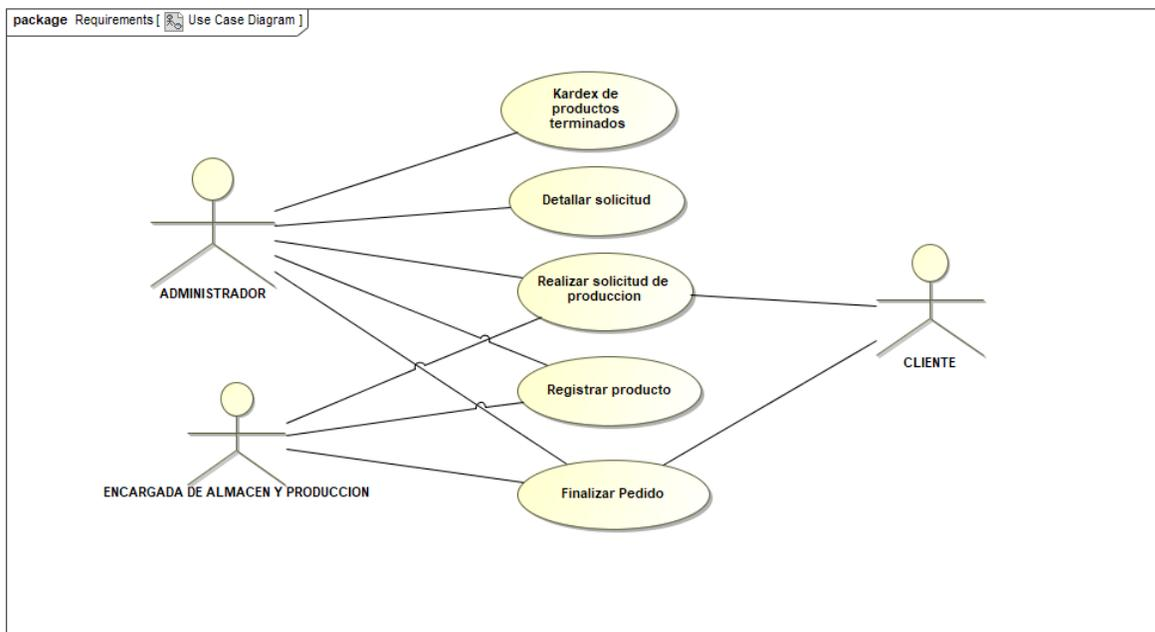 package Requirements [ Use Case Diagram ]
Kardex de
productos
terminados
Detallar solicitud
Realizar solicitud de
produccion
ADMINISTRADOR
CLIENTE
Registrar producto
ENCARGADA DE ALMACEN Y PRODUCCION
Finalizar Pedido